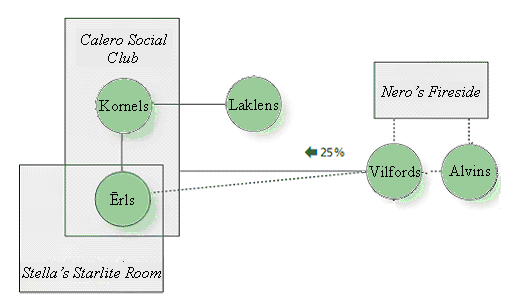 Calero Social
Club
Kornels
Laklens
Nero's Fireside
25%
Vilfords
Alvins
Ērls
Stella's Starlite Room